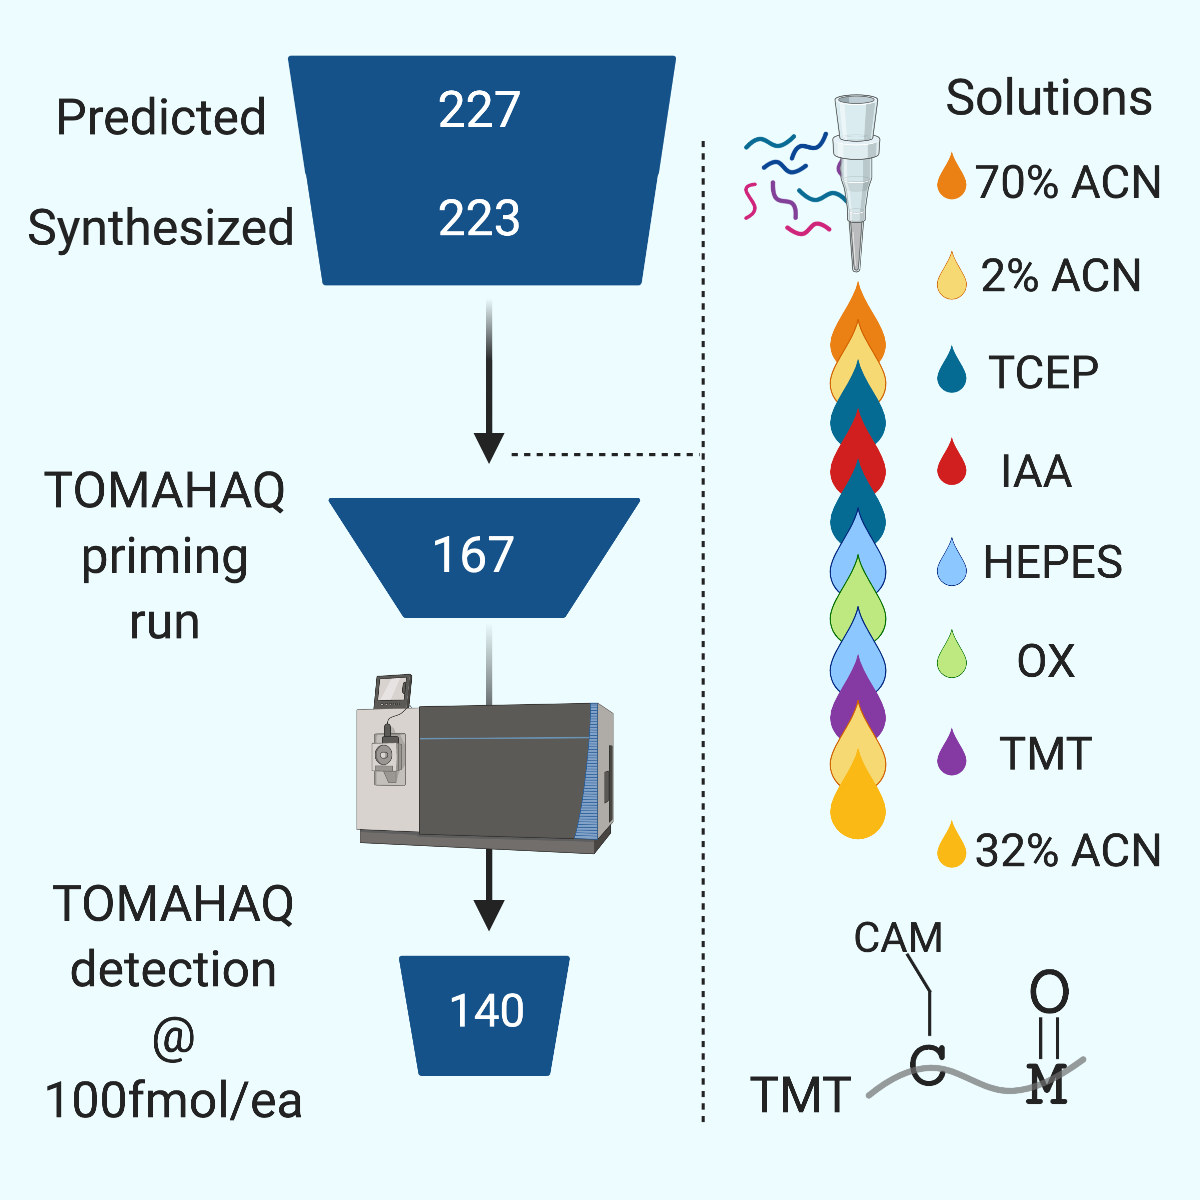 Predicted
227
Synthesized
223
TOMAHAQ
priming
run
167
TOMAHAQ
detection
@
100fmol/ea
140
Solutions
70% ACN
2% ACN
TCEP
IAA
HEPES
OX
TMT
32% ACN
CAM
O
C
M
TMT